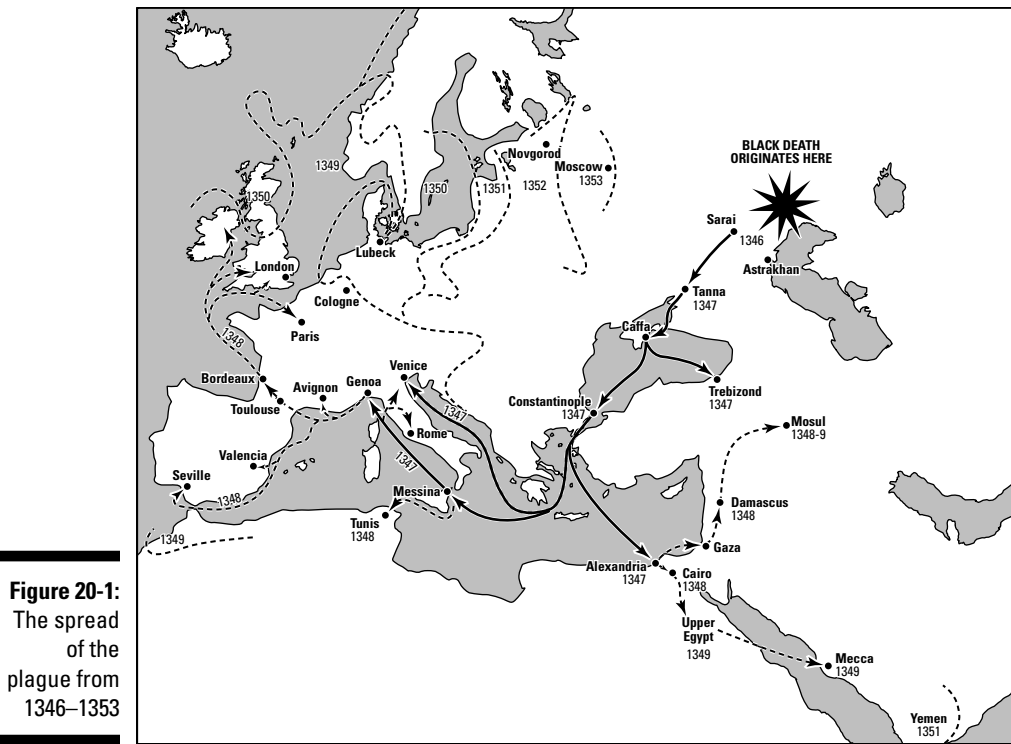 BLACK DEATH
ORIGINATES HERE
Novgorod
Moscow
1353
1349
1350
1351
1352
1350
Sarai
1346
Lubeck
Astrakhan
London
Cologne
Tanna
1347
Paris
1348
Caffa
Venice
Trebizond
1347
Bordeaux
Avignon
Genoa
Toulouse
Constantinople
1347
1347
Rome
Mosul
1348-9
Valencia
1347
Seville
1348
Messina
Damascus
1348
Tunis
1348
1349
Gaza
Alexandria
1347
Cairo
1348
Upper
Egypt
1349
Mecca
1349
Yemen
1351
Figure 20-1:
The spread
of the
plague from
1346–1353